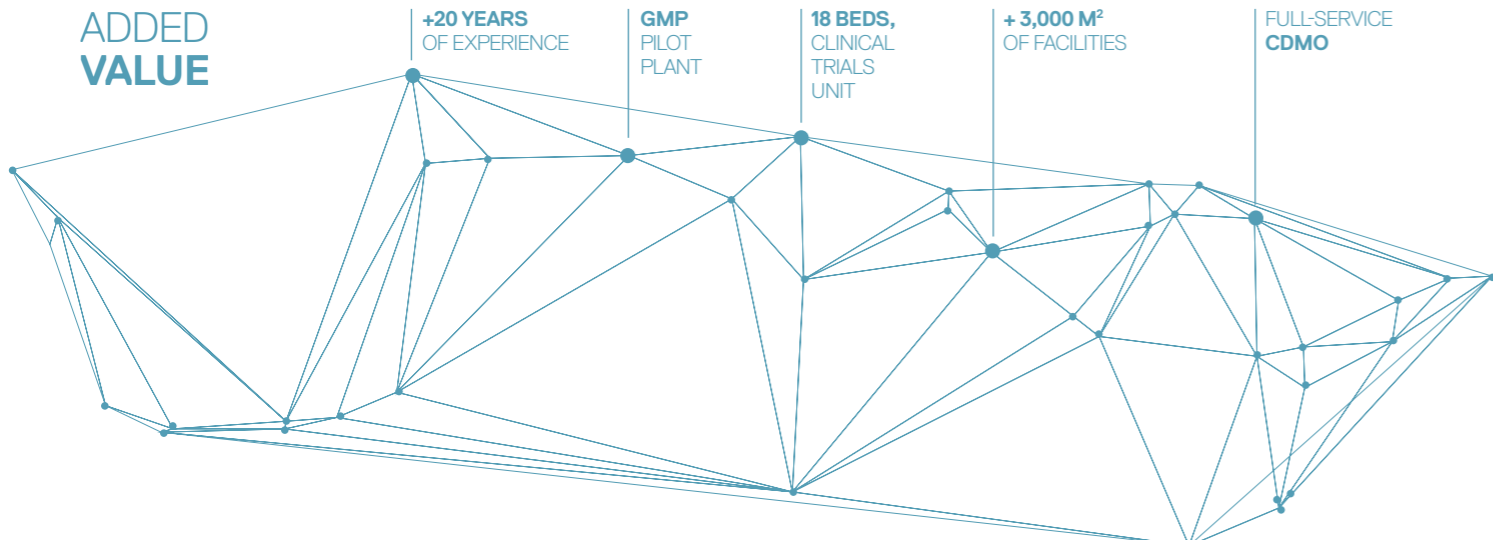 ADDED
VALUE
+20 YEARS
OF EXPERIENCE
GMP
PILOT
PLANT
18 BEDS,
CLINICAL
TRIALS
UNIT
+ 3,000 M²
OF FACILITIES
FULL-SERVICE
CDMO